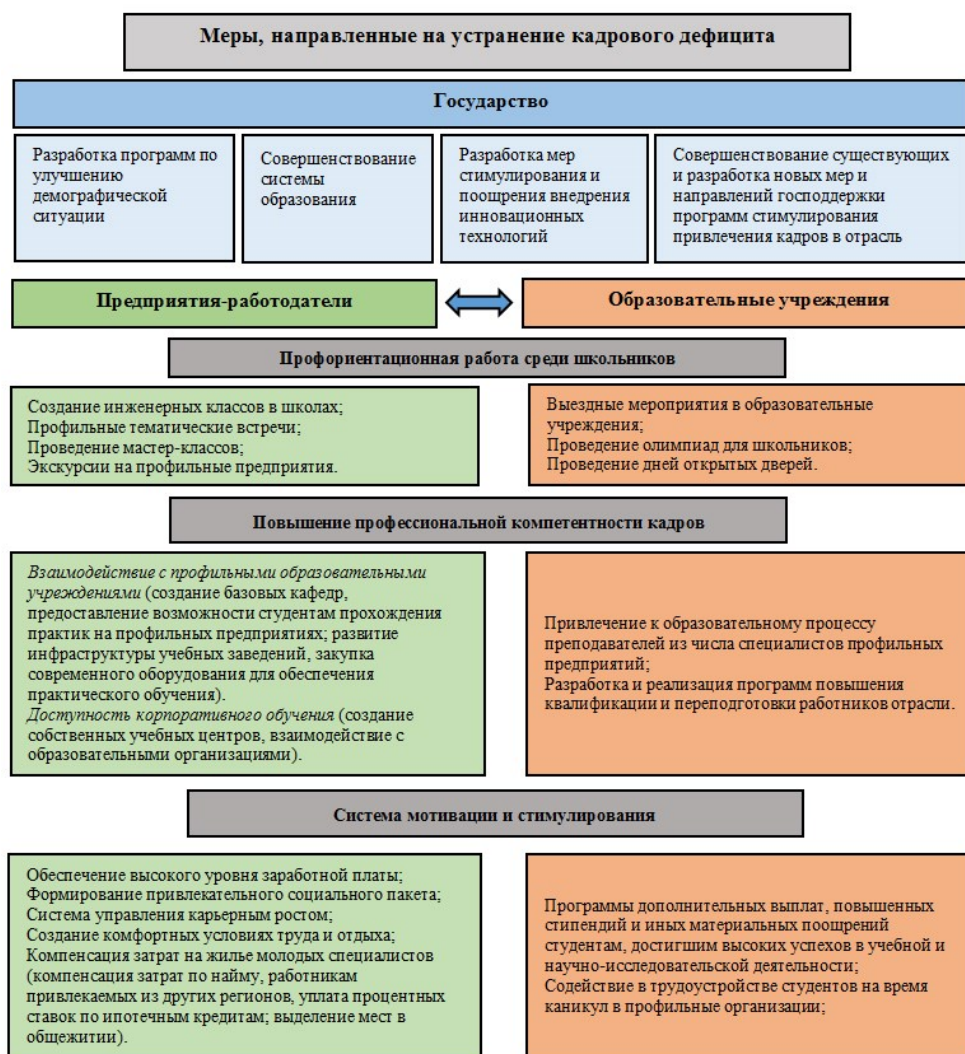 Меры, направленные на устранение кадрового дефицита
Государство
Разработка программ по
улучшению
демографической
ситуации
Совершенствование
системы
образования
Разработка мер
стимулирования и
поощрения внедрения
инновационных
технологий
Совершенствование существующих
и разработка новых мер и
направлений господдержки
программ стимулирования
привлечения кадров в отрасль
Предприятия-работодатели
Образовательные учреждения
Профориентационная работа среди школьников
Создание инженерных классов в школах;
Профильные тематические встречи;
Проведение мастер-классов;
Экскурсии на профильные предприятия.
Выездные мероприятия в образовательные
учреждения;
Проведение олимпиад для школьников;
Проведение дней открытых дверей.
Повышение профессиональной компетентности кадров
Взаимодействие с профильными образовательными
учреждениями (создание базовых кафедр,
предоставление возможности студентам прохождения
практик на профильных предприятиях; развитие
инфраструктуры учебных заведений, закупка
современного оборудования для обеспечения
практического обучения).
Доступность корпоративного обучения (создание
собственных учебных центров, взаимодействие с
образовательными организациями).
Привлечение к образовательному процессу
преподавателей из числа специалистов профильных
предприятий;
Разработка и реализация программ повышения
квалификации и переподготовки работников отрасли.
Система мотивации и стимулирования
Обеспечение высокого уровня заработной платы;
Формирование привлекательного социального пакета;
Система управления карьерным ростом;
Создание комфортных условиях труда и отдыха;
Компенсация затрат на жилье молодых специалистов
(компенсация затрат по найму, работникам
привлекаемых из других регионов, уплата процентных
ставок по ипотечным кредитам; выделение мест в
общежитии).
Программы дополнительных выплат, повышенных
стипендий и иных материальных поощрений
студентам, достигшим высоких успехов в учебной и
научно-исследовательской деятельности;
Содействие в трудоустройстве студентов на время
каникул в профильные организации;